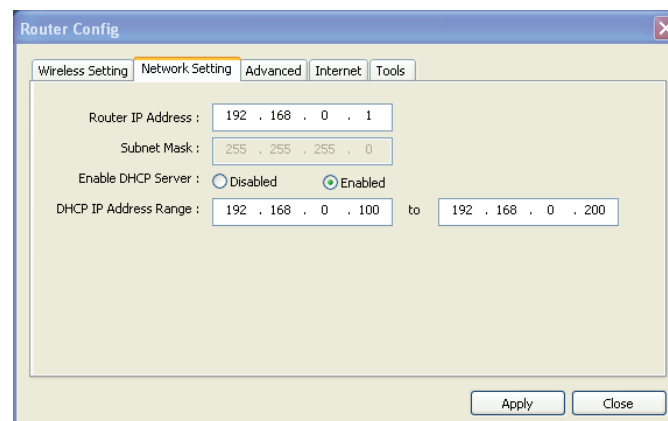 Router Config
Wireless Setting Network Setting Advanced Internet Tools
Router IP Address : 192 . 168 . 0 . 1
Subnet Mask : 255 . 255 . 255 . 0
Enable DHCP Server : Disabled Enabled
DHCP IP Address Range : 192 . 168 . 0 . 100 to 192 . 168 . 0 . 200
Apply Close